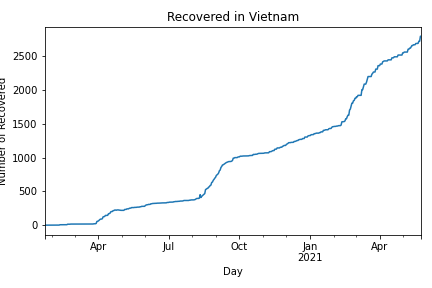 Recovered in Vietnam
Number of Recovered
2500
2000
1500
1000
500
0
Apr
Jul
Oct
Jan
2021
Apr
Day